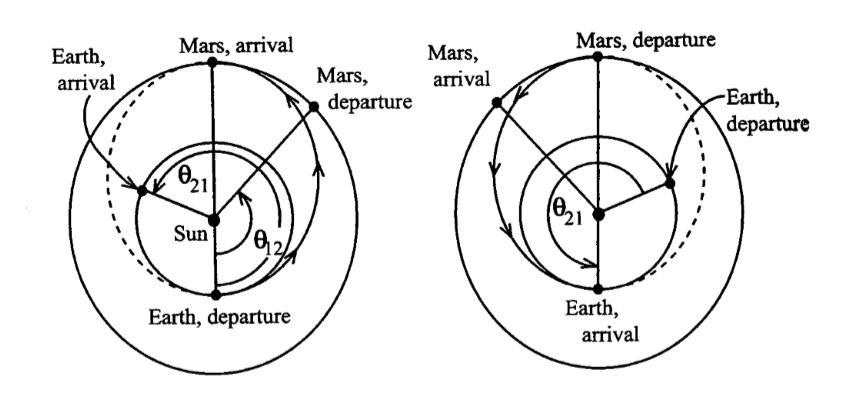 Earth,
arrival
Mars, arrival
Mars,
departure
θ21
Sun
θ12
Earth, departure
Mars,
arrival
Mars, departure
Earth,
departure
θ21
Earth,
arrival